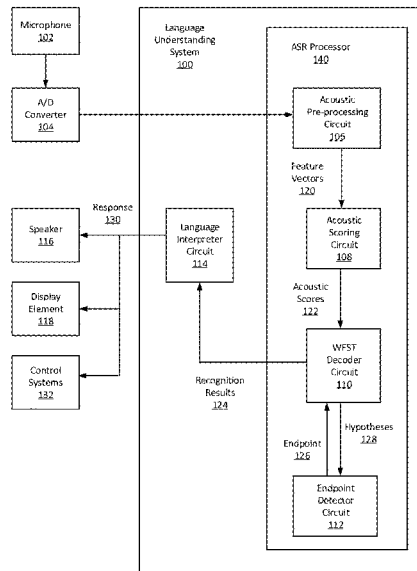 Microphone
102
Language
Understanding
System
100
ASR Processor
140
A/D
Converter
104
Acoustic
Pre-processing
Circuit
106
Feature
Vectors
120
Response
130
Speaker
116
Language
Interpreter
Circuit
114
Acoustic
Scoring
Circuit
108
Display
Element
118
Acoustic
Scores
122
Control
Systems
132
WFST
Decoder
Circuit
110
Recognition
Results
124
Endpoint
126
Hypotheses
128
Endpoint
Detector
Circuit
112